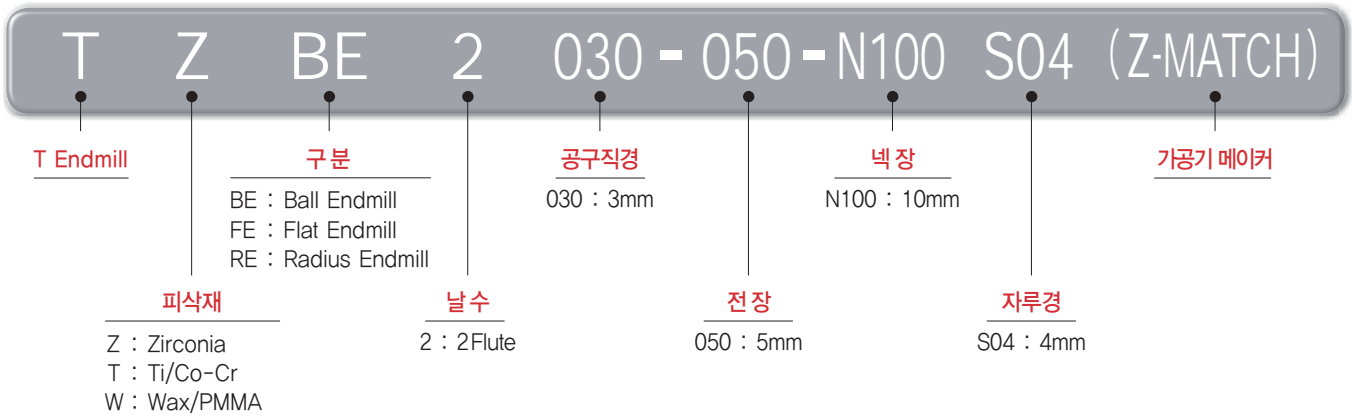 T Z BE 2 030 - 050 - N100 S04 (Z-MATCH)
T Endmill
구분
BE : Ball Endmill
FE : Flat Endmill
RE : Radius Endmill
공구직경
030 : 3mm
넥장
N100 : 10mm
가공기 메이커
피삭재
Z : Zirconia
T : Ti/Co-Cr
W : Wax/PMMA
날수
2 : 2Flute
전장
050 : 5mm
자루경
S04 : 4mm